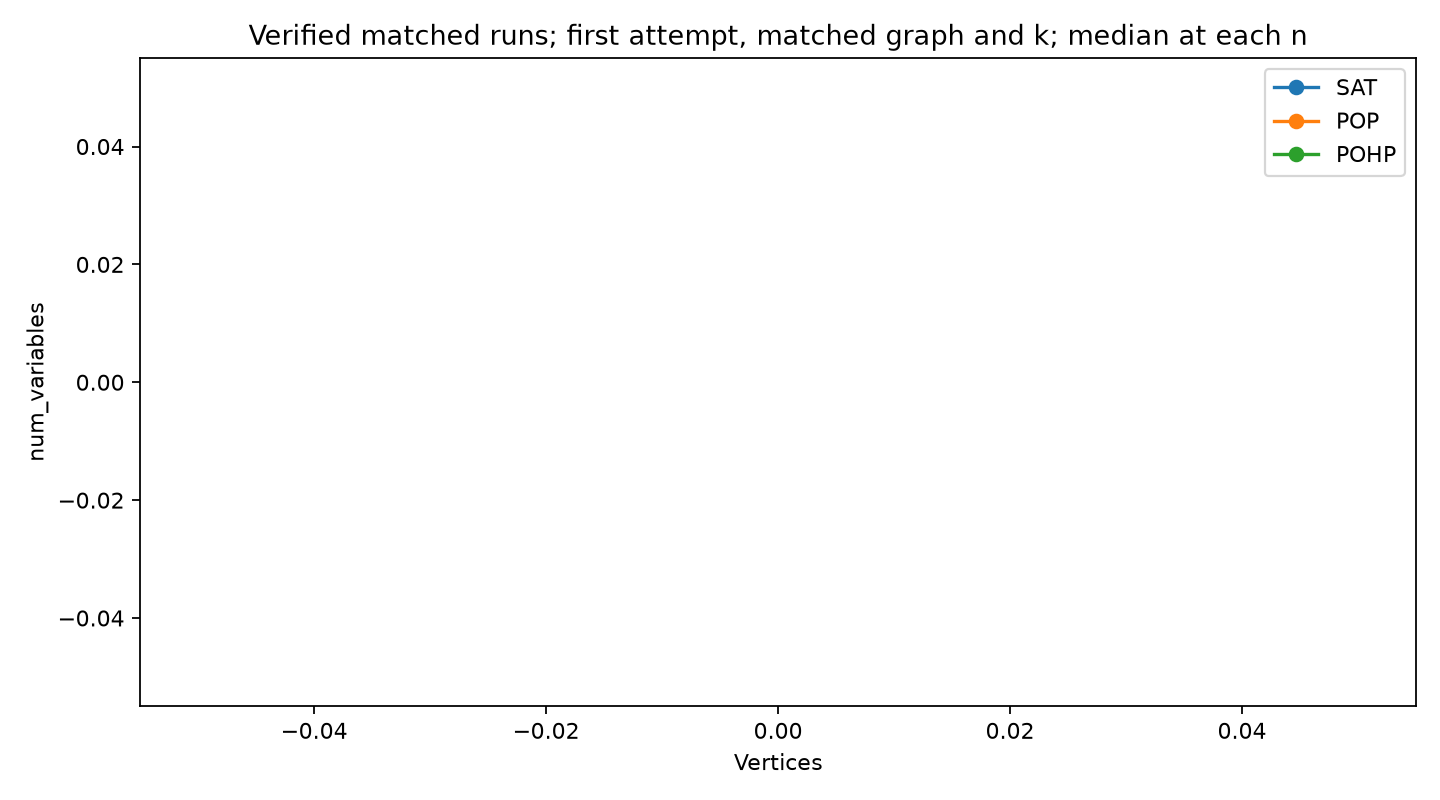 Verified matched runs; first attempt, matched graph and k; median at each n
SAT
POP
POHP
0.04
0.02
0.00
−0.02
−0.04
num_variables
−0.04
−0.02
0.00
0.02
0.04
Vertices